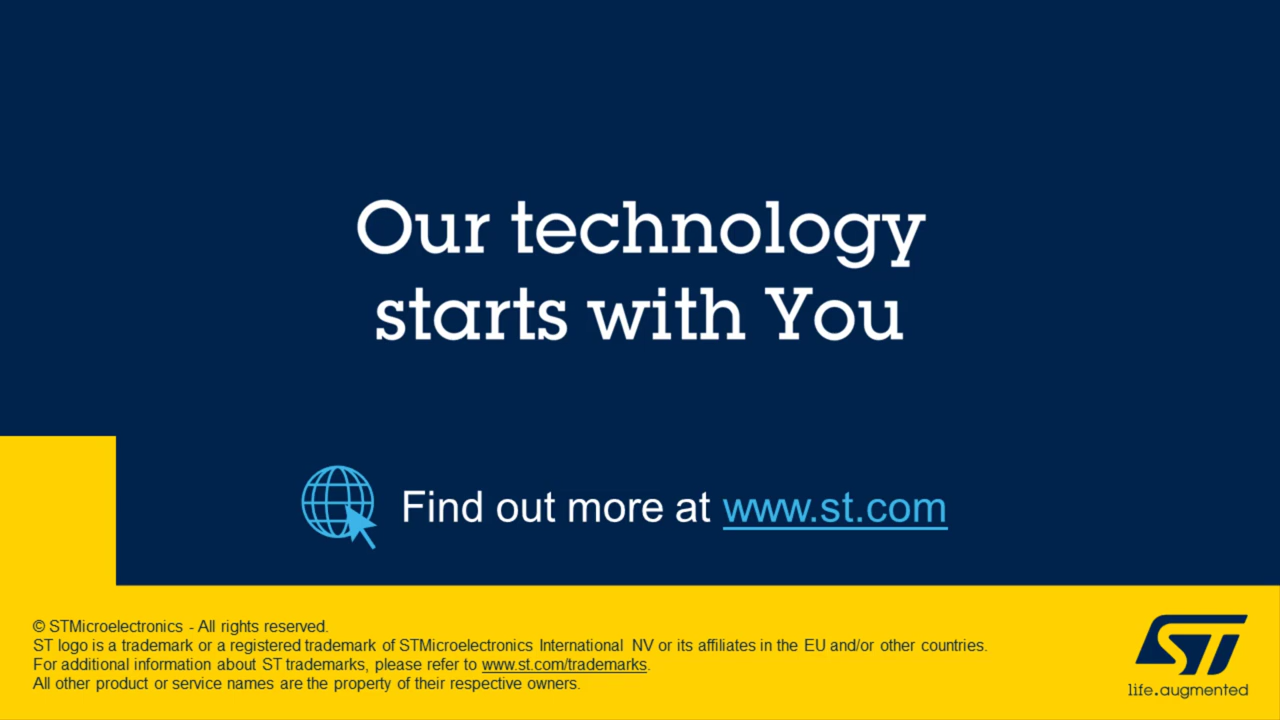 Our technology
starts with You
Find out more at www.st.com
© STMicroelectronics - All rights reserved.
ST logo is a trademark or a registered trademark of STMicroelectronics International NV or its affiliates in the EU and/or other countries.
For additional information about ST trademarks, please refer to www.st.com/trademarks.
All other product or service names are the property of their respective owners.
ST
life.augmented